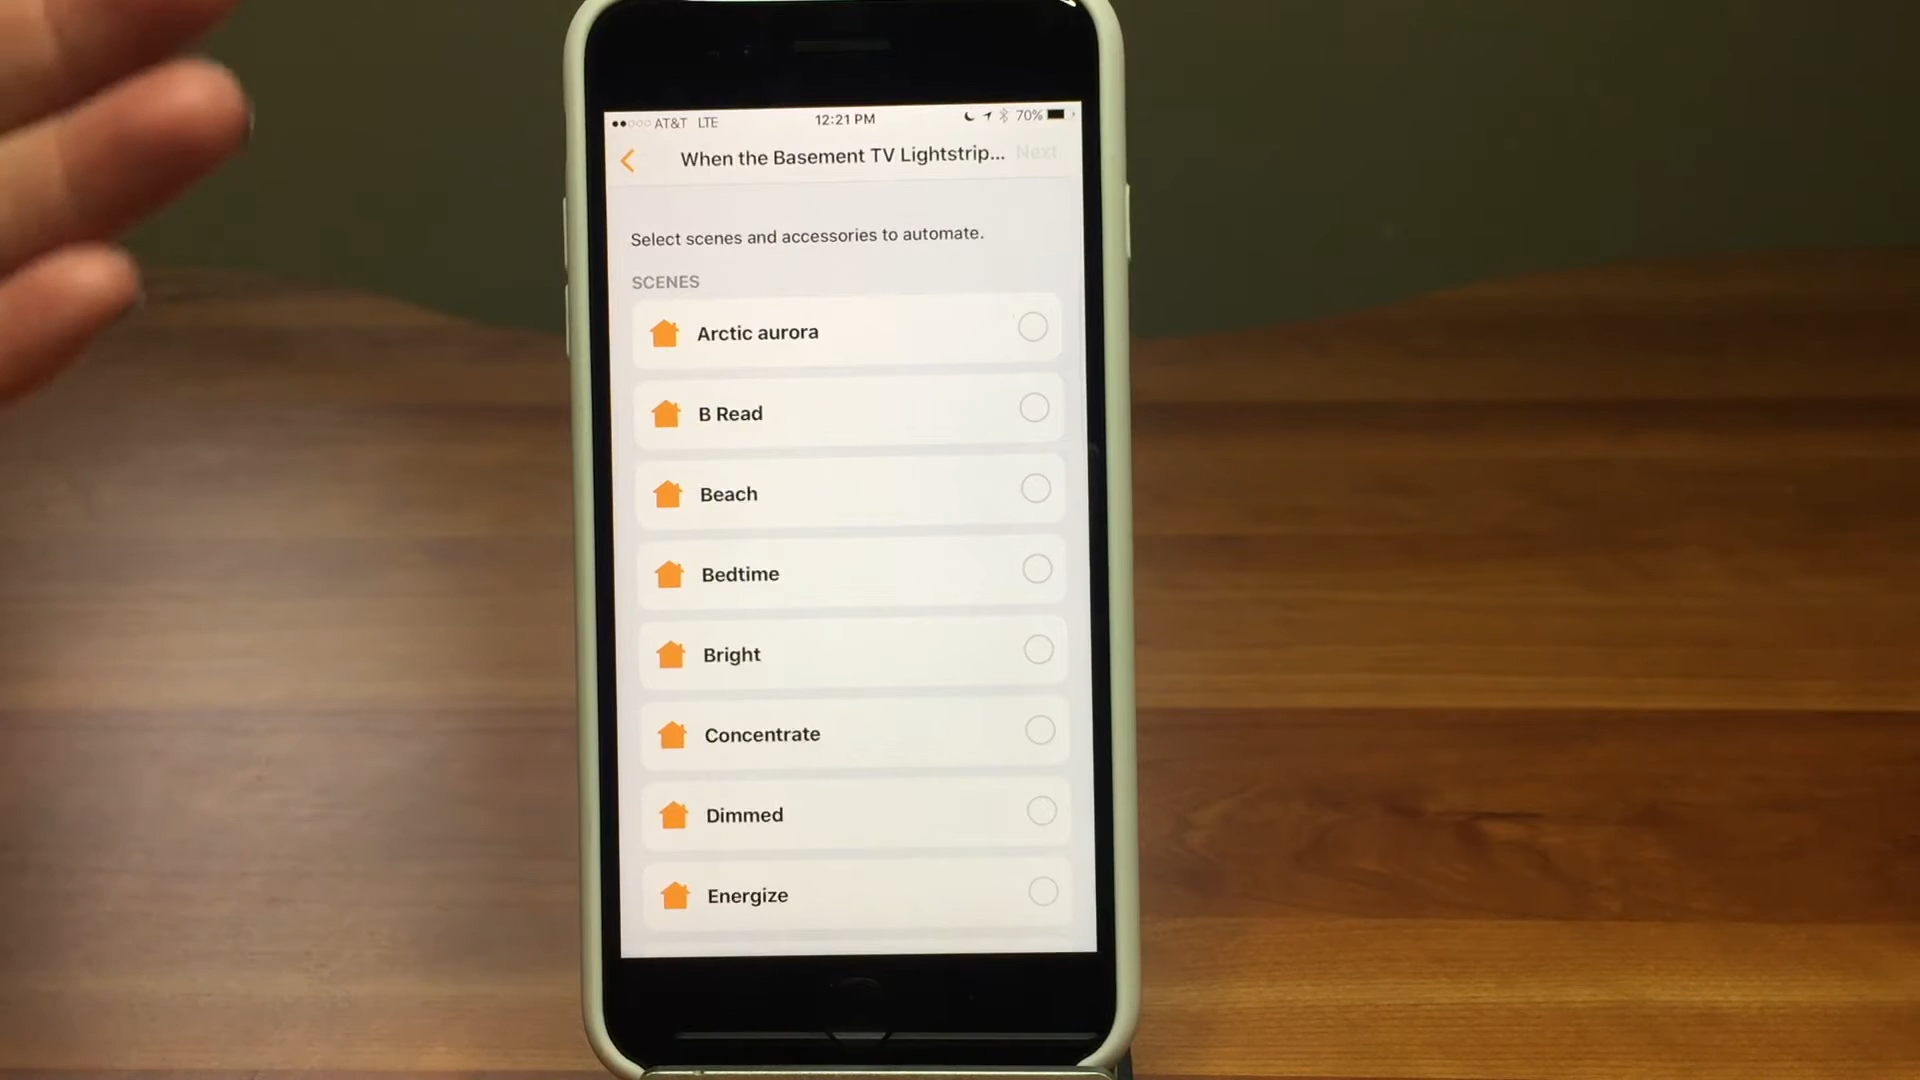 AT&T LTE 12:21 PM 70%
When the Basement TV Lightstrip... Next
Select scenes and accessories to automate.
SCENES
Arctic aurora
B Read
Beach
Bedtime
Bright
Concentrate
Dimmed
Energize